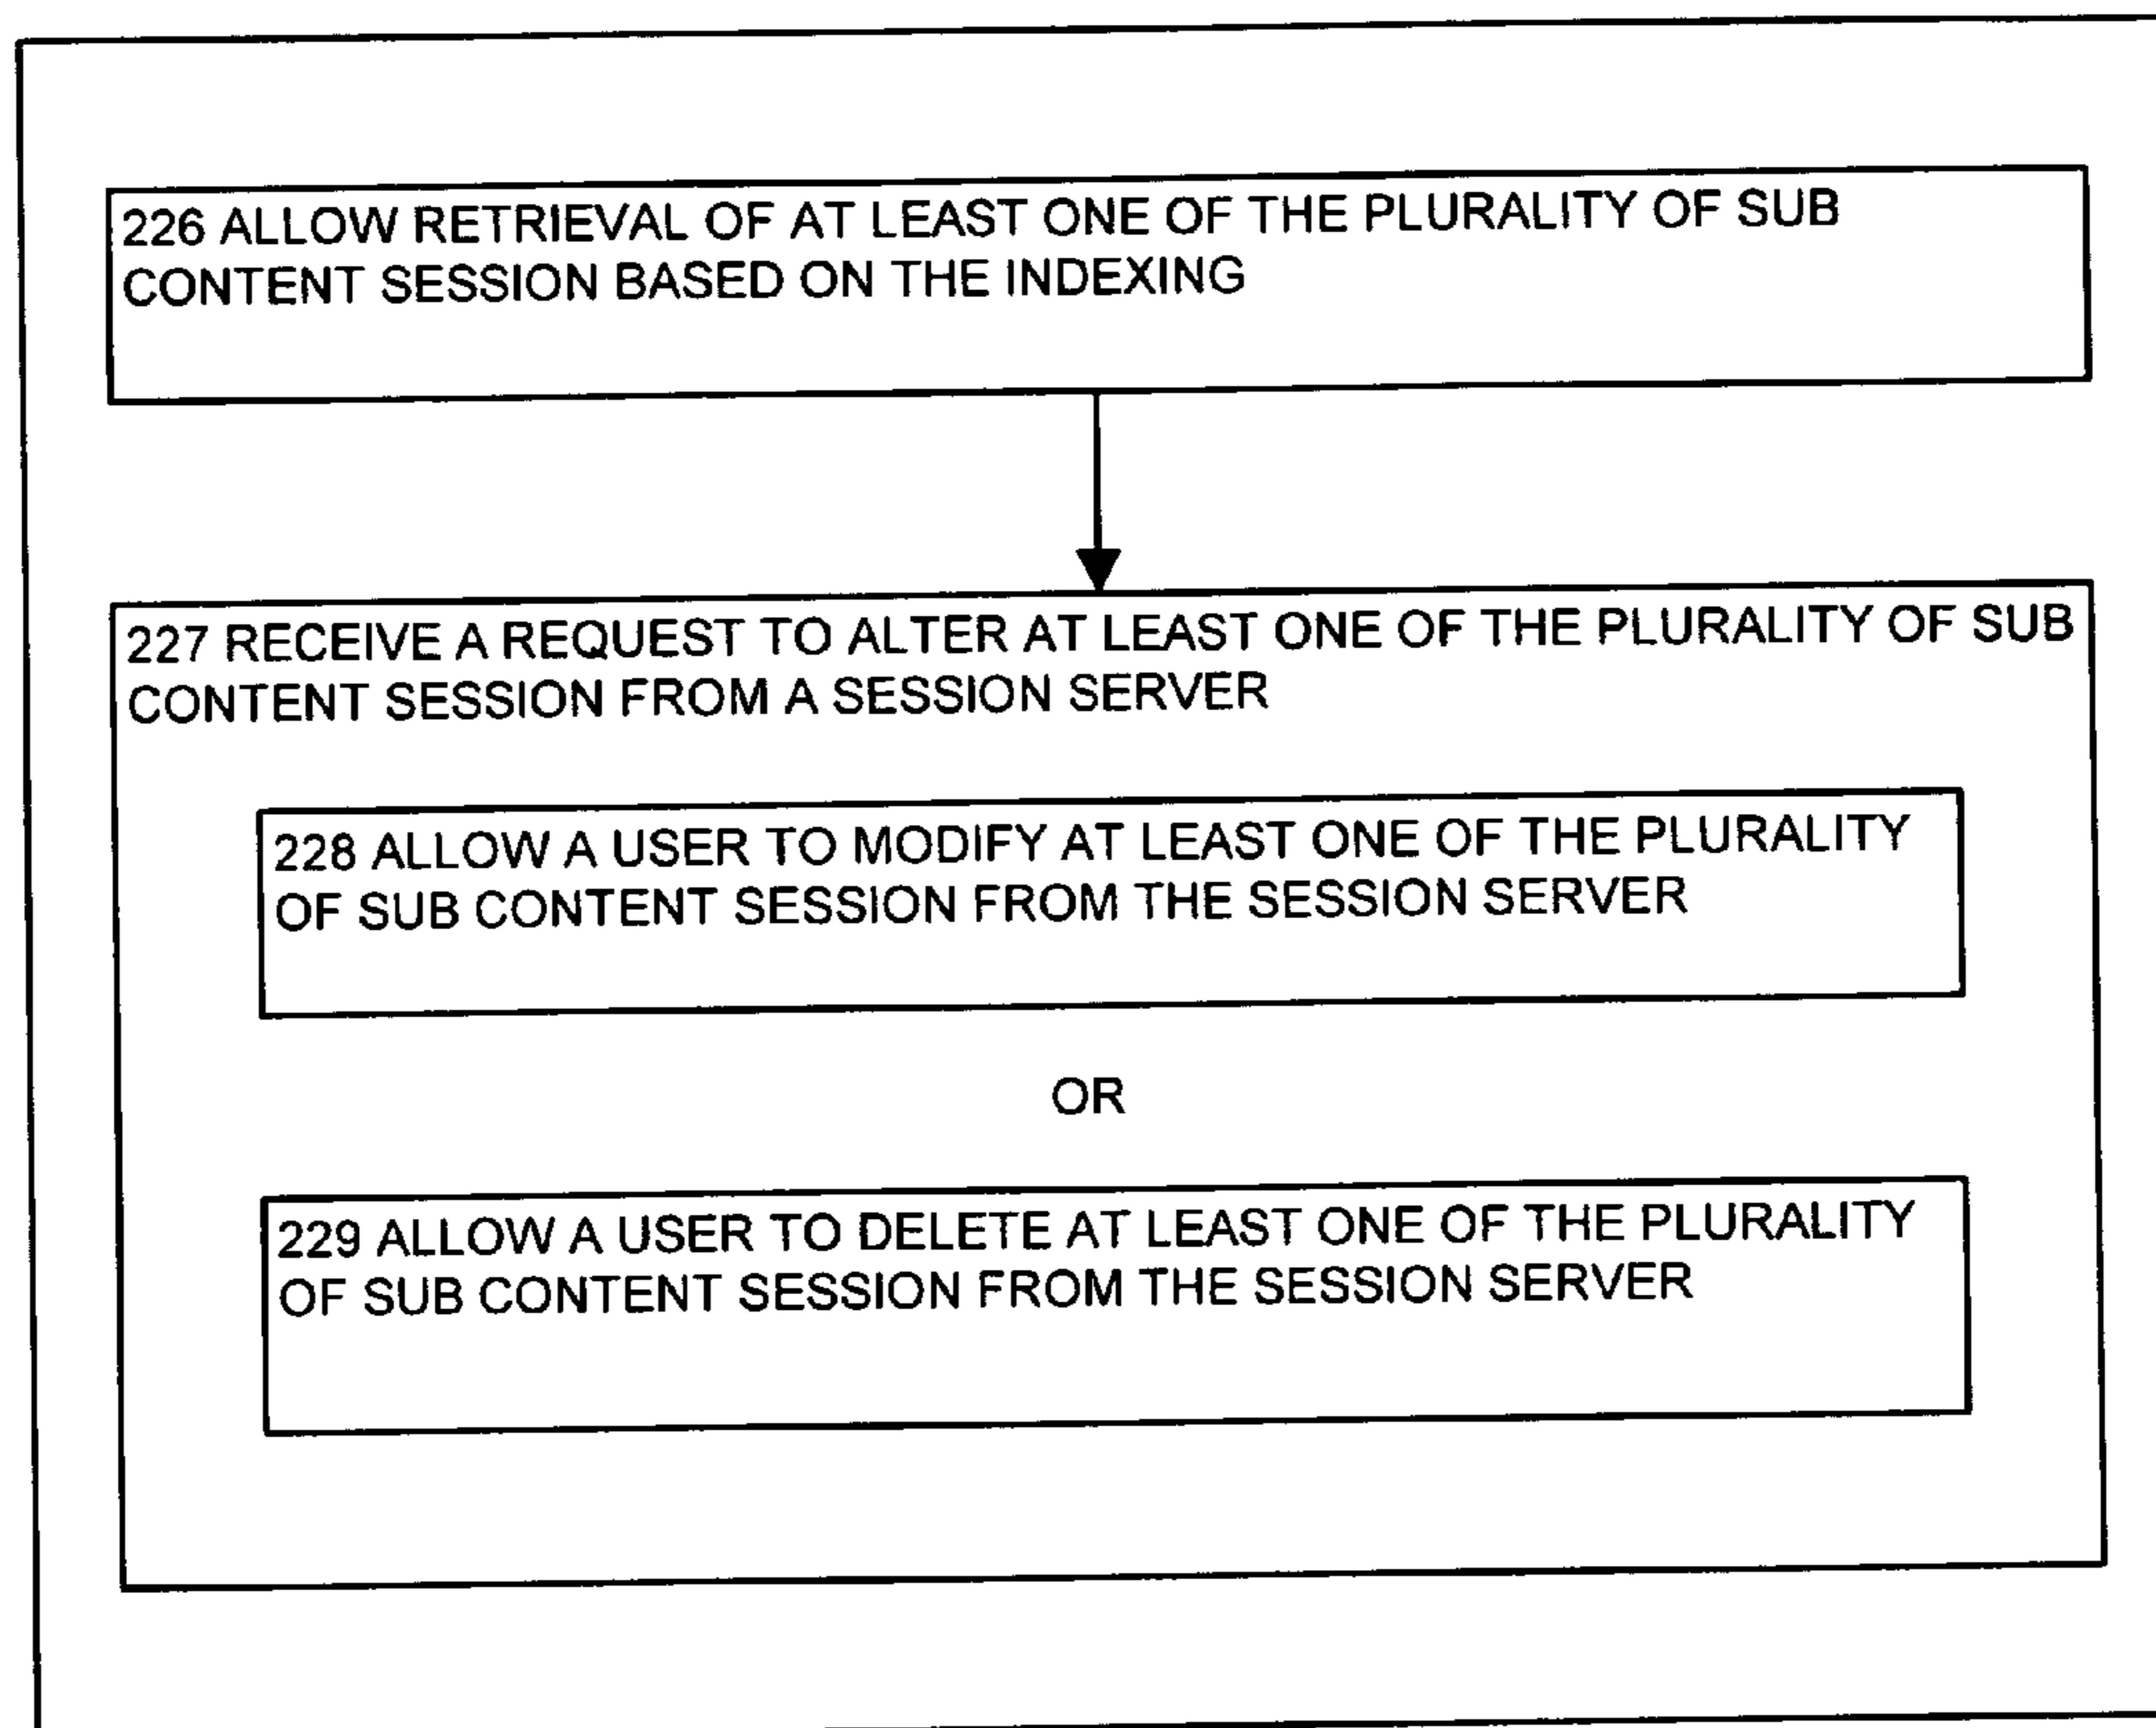 226 ALLOW RETRIEVAL OF AT LEAST ONE OF THE PLURALITY OF SUB
CONTENT SESSION BASED ON THE INDEXING
227 RECEIVE A REQUEST TO ALTER AT LEAST ONE OF THE PLURALITY OF SUB
CONTENT SESSION FROM A SESSION SERVER
228 ALLOW A USER TO MODIFY AT LEAST ONE OF THE PLURALITY
OF SUB CONTENT SESSION FROM THE SESSION SERVER
OR
229 ALLOW A USER TO DELETE AT LEAST ONE OF THE PLURALITY
OF SUB CONTENT SESSION FROM THE SESSION SERVER